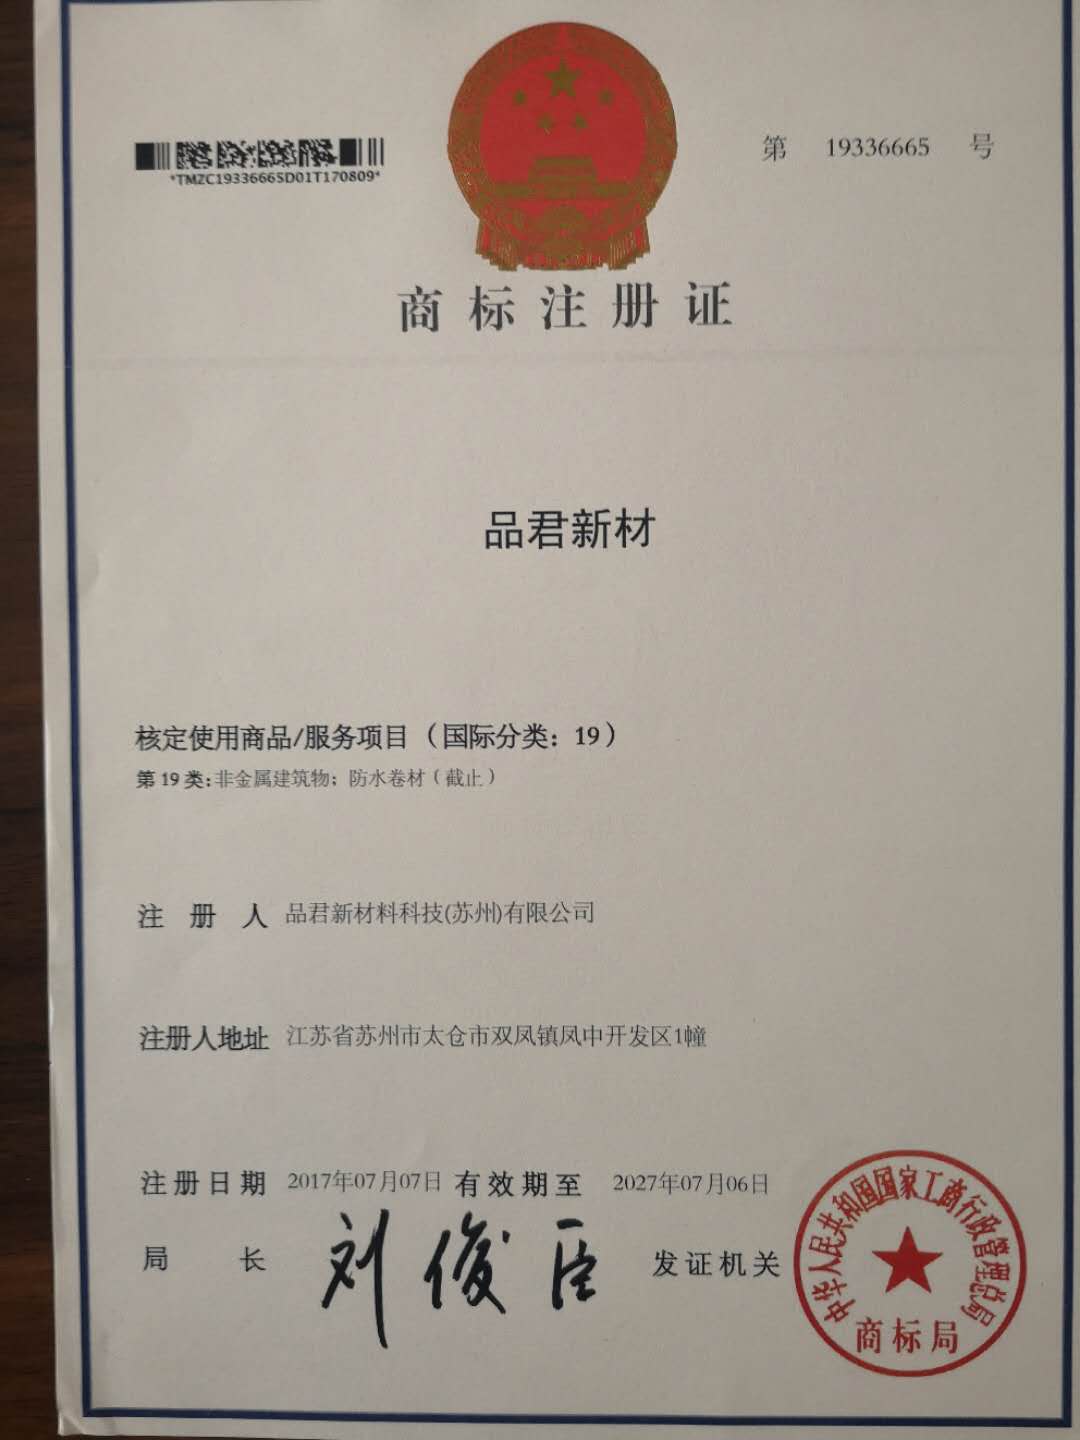 第 19336665 号
*TMZC19336665D01T170809*
商标注册证
品君新材
核定使用商品/服务项目（国际分类：19）
第 19 类:非金属建筑物；防水卷材（截止）
注册人 品君新材料科技(苏州)有限公司
注册人地址 江苏省苏州市太仓市双凤镇凤中开发区1幢
注册日期 2017年07月07日 有效期至 2027年07月06日
局长 刘俊臣 发证机关
中华人民共和国国家工商行政管理总局
商标局